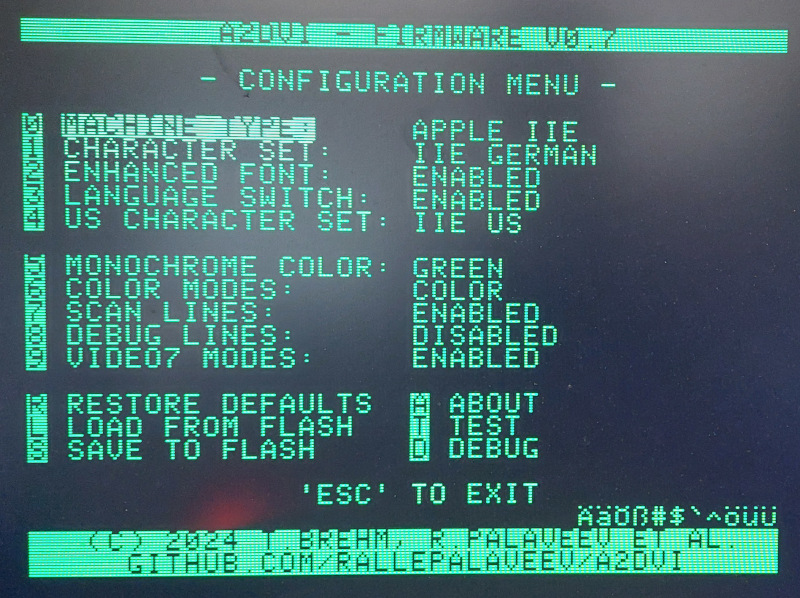 A2DVI - FIRMWARE V0.7
- CONFIGURATION MENU -
0 MACHINE TYPE: APPLE IIE
1 CHARACTER SET: IIE GERMAN
2 ENHANCED FONT: ENABLED
3 LANGUAGE SWITCH: ENABLED
4 US CHARACTER SET: IIE US
5 MONOCHROME COLOR: GREEN
6 COLOR MODES: COLOR
7 SCAN LINES: ENABLED
8 DEBUG LINES: DISABLED
9 VIDEO7 MODES: ENABLED
R RESTORE DEFAULTS A ABOUT
L LOAD FROM FLASH T TEST
S SAVE TO FLASH D DEBUG
'ESC' TO EXIT
ÄäÖß#$`^öüÜ
(C) 2024 T BREHM, R.PALAVEEV ET AL.
GITHUB.COM/RALLEPALAVEEV/A2DVI